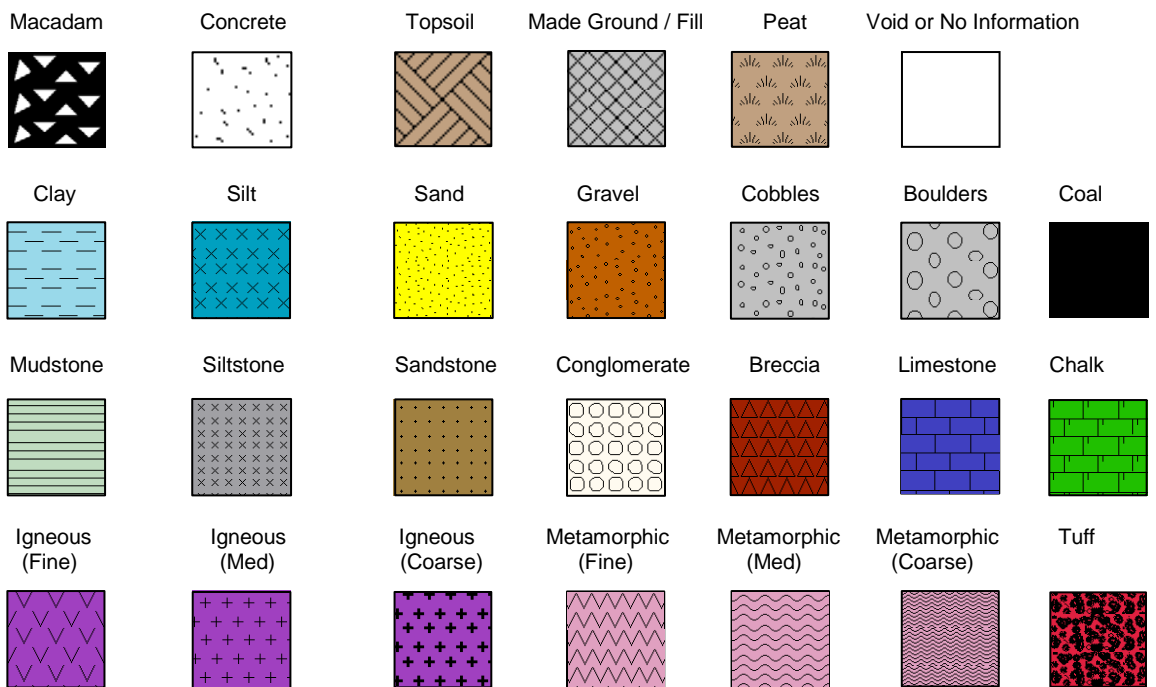 Macadam Concrete Topsoil Made Ground / Fill Peat Void or No Information
Clay Silt Sand Gravel Cobbles Boulders Coal
Mudstone Siltstone Sandstone Conglomerate Breccia Limestone Chalk
Igneous Igneous Igneous Metamorphic Metamorphic Metamorphic Tuff
(Fine) (Med) (Coarse) (Fine) (Med) (Coarse)